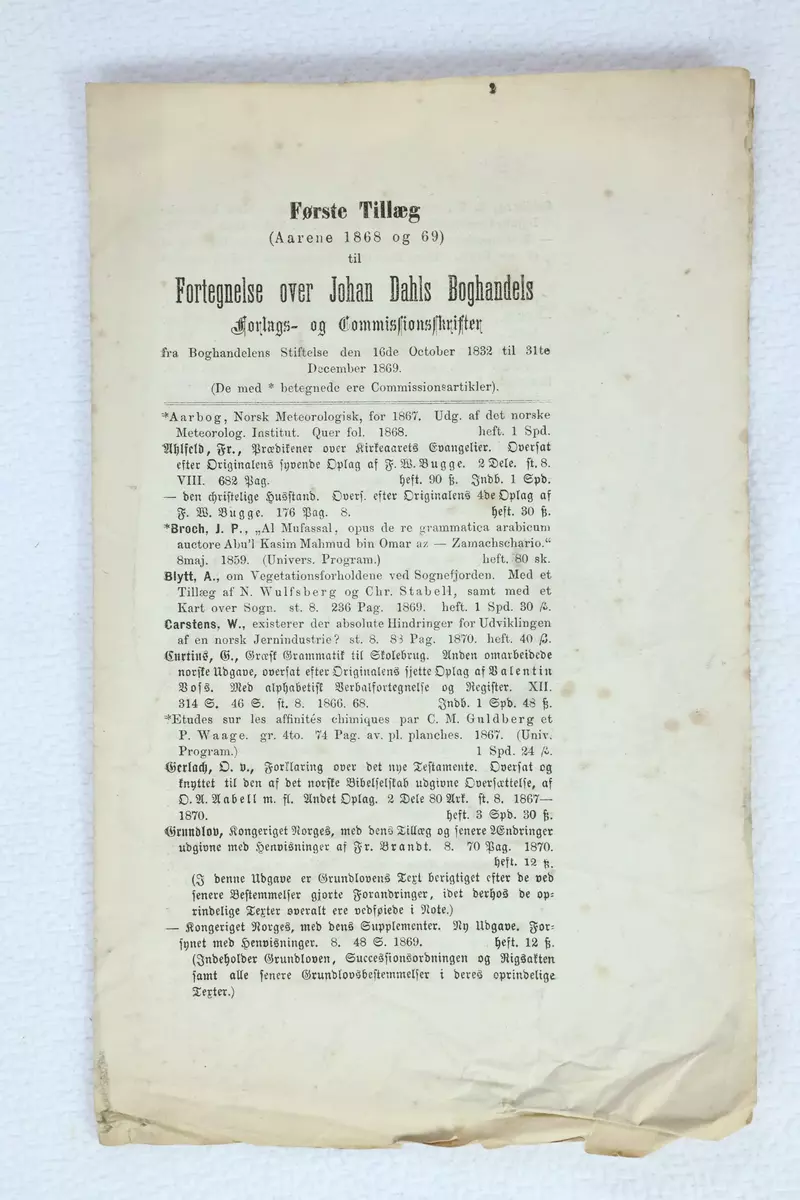 Første Tillæg
(Aarene 1868 og 69)
til
Fortegnelse over Johan Dahls Boghandels
Forlags- og Commissionsskrifter
fra Boghandelens Stiftelse den 16de October 1832 til 31te
December 1869.
(De med * betegnede ere Commissionsartikler).
*Aarbog, Norsk Meteorologisk, for 1867. Udg. af det norske
Meteorolog. Institut. Quer fol. 1868. heft. 1 Spd.
Ahlfeld, Fr., Prædikener over Kirkeaarets Evangelier. Oversat
efter Originalens syvende Oplag af F. W. Bugge. 2 Dele. st. 8.
VIII. 682 Pag. heft. 90 ß. Indb. 1 Spd.
— den christelige Husstand. Overs. efter Originalens 4de Oplag af
F. W. Bugge. 176 Pag. 8. heft. 30 ß.
*Broch, J. P., „Al Mufassal, opus de re grammatica arabicum
auctore Abu'l Kasim Mahmud bin Omar az — Zamachschario.“
8maj. 1859. (Univers. Program.) heft. 80 sk.
Blytt, A., om Vegetationsforholdene ved Sognefjorden. Med et
Tillæg af N. Wulfsberg og Chr. Stabell, samt med et
Kart over Sogn. st. 8. 236 Pag. 1869. heft. 1 Spd. 30 ß.
Carstens, W., existerer der absolute Hindringer for Udviklingen
af en norsk Jernindustrie? st. 8. 83 Pag. 1870. heft. 40 ß.
Curtius, G., Græsk Grammatik til Skolebrug. Anden omarbeidede
norske Udgave, oversat efter Originalens sjette Oplag af Valentin
Voss. Med alphabetisk Verbalfortegnelse og Register. XII.
314 S. 46 S. st. 8. 1866. 68. Indb. 1 Spd. 48 ß.
*Etudes sur les affinités chimiques par C. M. Guldberg et
P. Waage. gr. 4to. 74 Pag. av. pl. planches. 1867. (Univ.
Program.) 1 Spd. 24 ß.
Gerlach, O. v., Forklaring over det nye Testamente. Oversat og
knyttet til den af det norske Bibelselskab udgivne Oversættelse, af
O. A. Aabell m. fl. Andet Oplag. 2 Dele 80 Ark. st. 8. 1867—
1870. heft. 3 Spd. 30 ß.
Grundlov, Kongeriget Norges, med dens Tillæg og senere Ændringer
udgivne med Henvisninger af Fr. Brandt. 8. 70 Pag. 1870.
heft. 12 ß.
(I denne Udgave er Grundlovens Text berigtiget efter de ved
senere Bestemmelser gjorte Forandringer, idet derhos de op-
rindelige Texter overalt ere vedføiede i Note.)
— Kongeriget Norges, med dens Supplementer. Ny Udgave. For-
synet med Henvisninger. 8. 48 S. 1869. heft. 12 ß.
(Indbeholder Grundloven, Successionsordningen og Rigsakten
samt alle senere Grundlovsbestemmelser i deres oprindelige
Texter.)